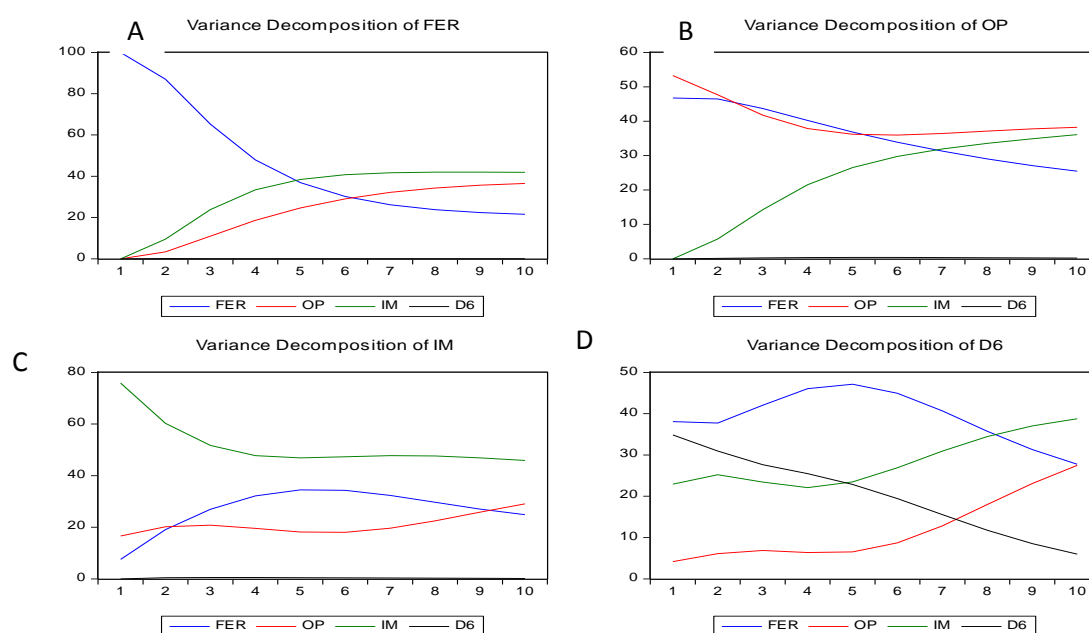 A
Variance Decomposition of FER
100
80
60
40
20
0
1 2 3 4 5 6 7 8 9 10
FER OP IM D6
B
Variance Decomposition of OP
60
50
40
30
20
10
0
1 2 3 4 5 6 7 8 9 10
FER OP IM D6
C
Variance Decomposition of IM
80
60
40
20
0
1 2 3 4 5 6 7 8 9 10
FER OP IM D6
D
Variance Decomposition of D6
50
40
30
20
10
0
1 2 3 4 5 6 7 8 9 10
FER OP IM D6